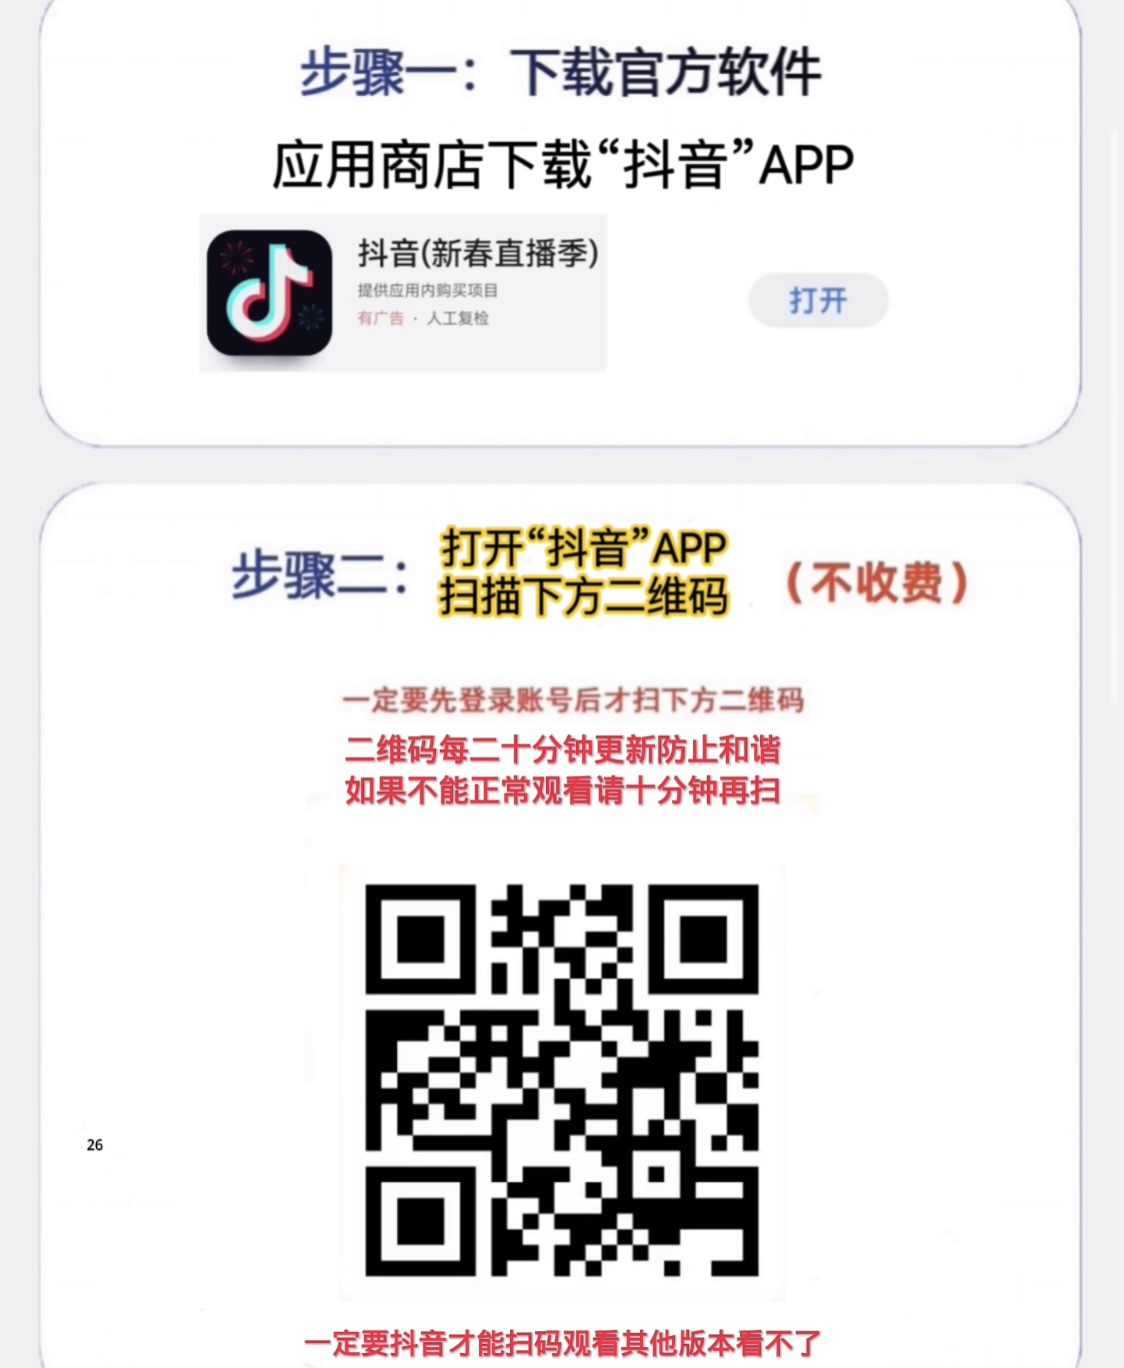 步骤一：下载官方软件
应用商店下载“抖音”APP
抖音(新春直播季)
提供应用内购买项目
有广告 · 人工复检
打开
步骤二：
打开“抖音”APP
扫描下方二维码
（不收费）
一定要先登录账号后才扫下方二维码
二维码每二十分钟更新防止和谐
如果不能正常观看请十分钟再扫
26
一定要抖音才能扫码观看其他版本看不了